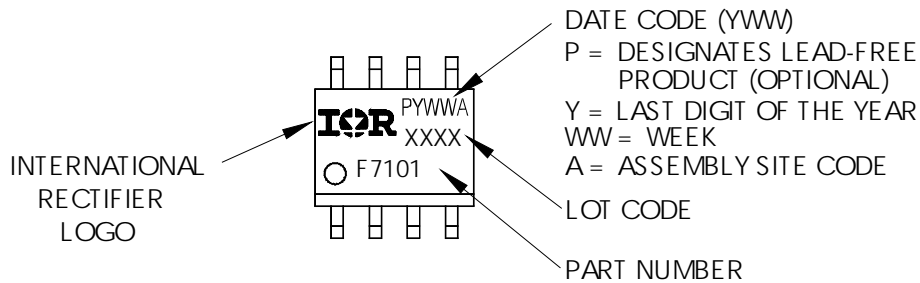 DATE CODE (YWW)
P = DESIGNATES LEAD-FREE
PRODUCT (OPTIONAL)
Y = LAST DIGIT OF THE YEAR
WW = WEEK
A = ASSEMBLY SITE CODE
LOT CODE
PART NUMBER
INTERNATIONAL
RECTIFIER
LOGO
IOR
PYWWA
XXXX
F7101